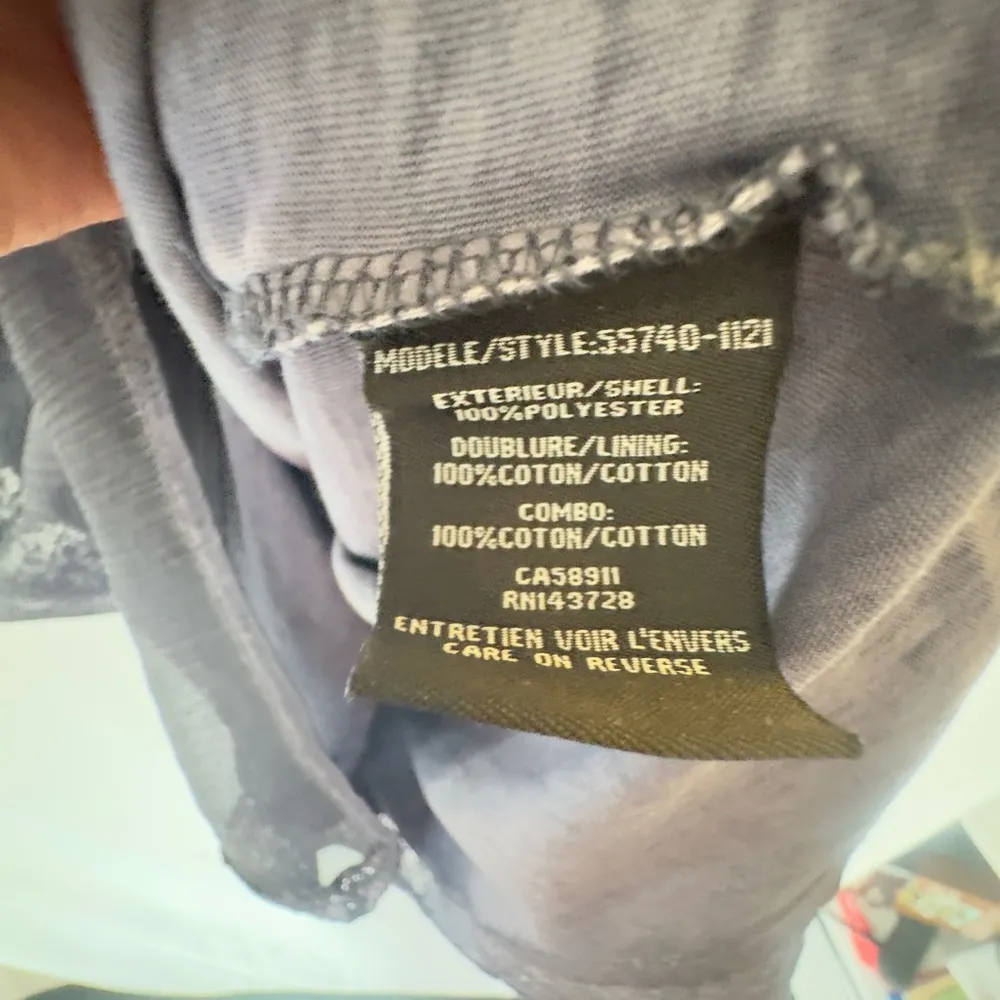 MODELE/STYLE:55740-1121
EXTERIEUR/SHELL:
100%POLYESTER
DOUBLURE/LINING:
100%COTON/COTTON
COMBO:
100%COTON/COTTON
CA58911
RN143728
ENTRETIEN VOIR L'ENVERS
CARE ON REVERSE